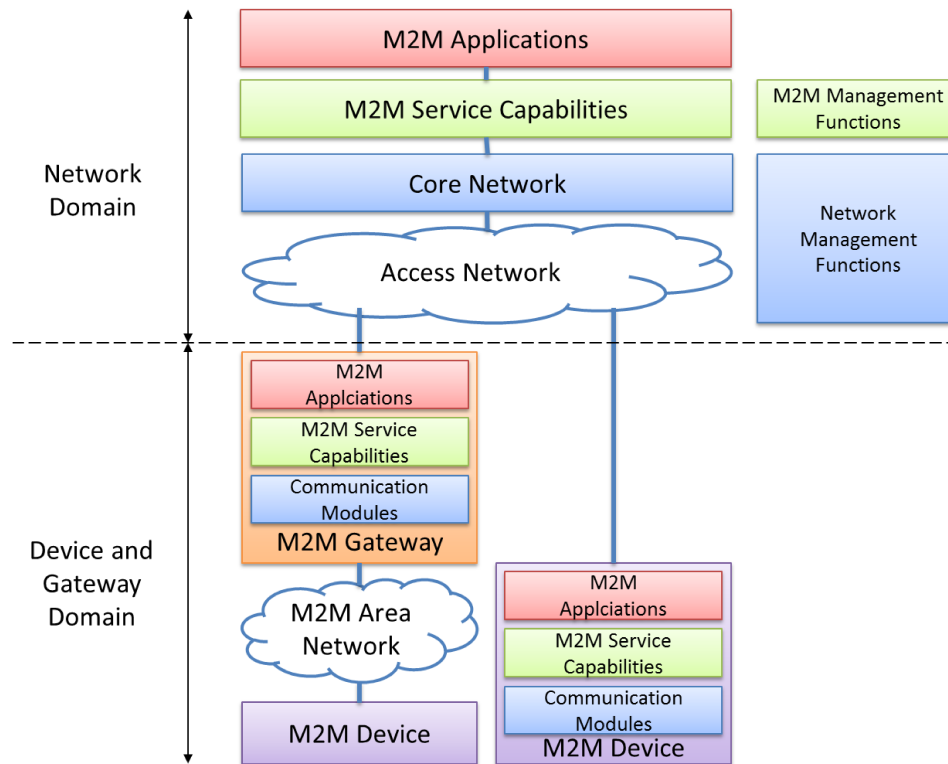 M2M Applications
M2M Service Capabilities
M2M Management
Functions
Core Network
Network
Domain
Network
Management
Functions
Access Network
M2M
Applciations
M2M Service
Capabilities
Communication
Modules
M2M Gateway
Device and
Gateway
Domain
M2M Area
Network
M2M Device
M2M
Applciations
M2M Service
Capabilities
Communication
Modules
M2M Device